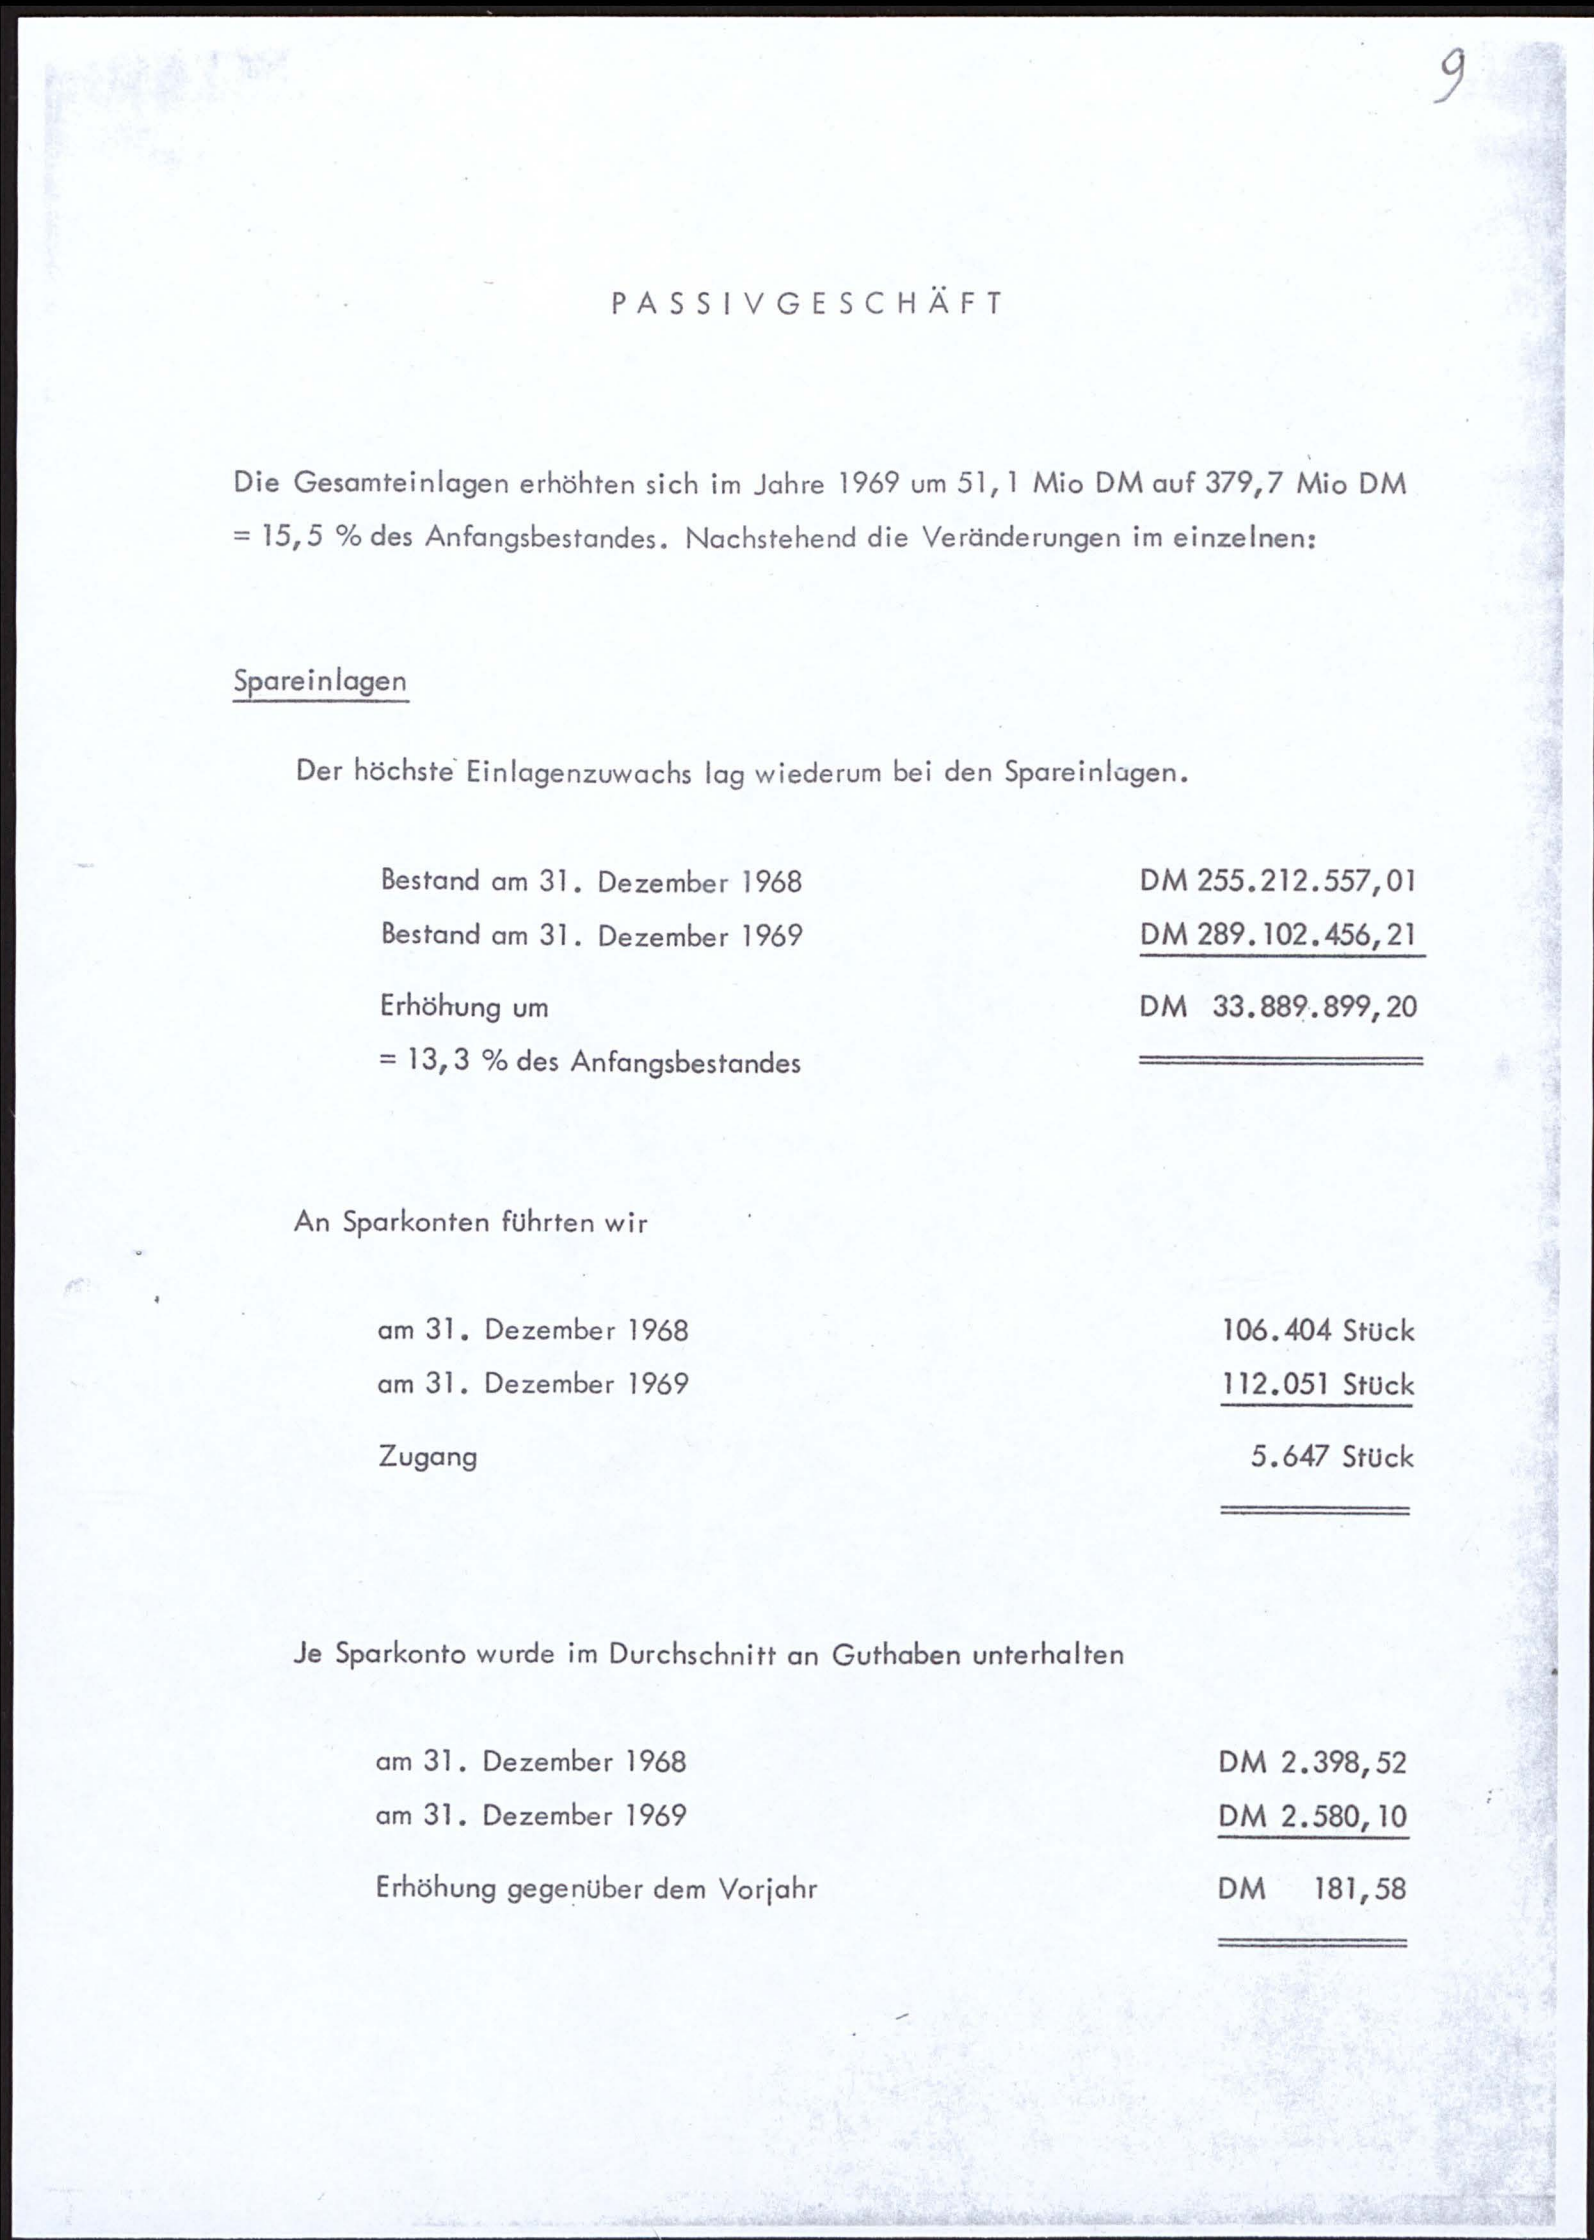 9
PASSIVGESCHÄFT
Die Gesamteinlagen erhöhten sich im Jahre 1969 um 51,1 Mio DM auf 379,7 Mio DM
= 15,5 % des Anfangsbestandes. Nachstehend die Veränderungen im einzelnen:
Spareinlagen
Der höchste Einlagenzuwachs lag wiederum bei den Spareinlagen.
Bestand am 31. Dezember 1968 DM 255.212.557,01
Bestand am 31. Dezember 1969 DM 289.102.456,21
Erhöhung um DM 33.889.899,20
= 13,3 % des Anfangsbestandes
An Sparkonten führten wir
am 31. Dezember 1968 106.404 Stück
am 31. Dezember 1969 112.051 Stück
Zugang 5.647 Stück
Je Sparkonto wurde im Durchschnitt an Guthaben unterhalten
am 31. Dezember 1968 DM 2.398,52
am 31. Dezember 1969 DM 2.580,10
Erhöhung gegenüber dem Vorjahr DM 181,58